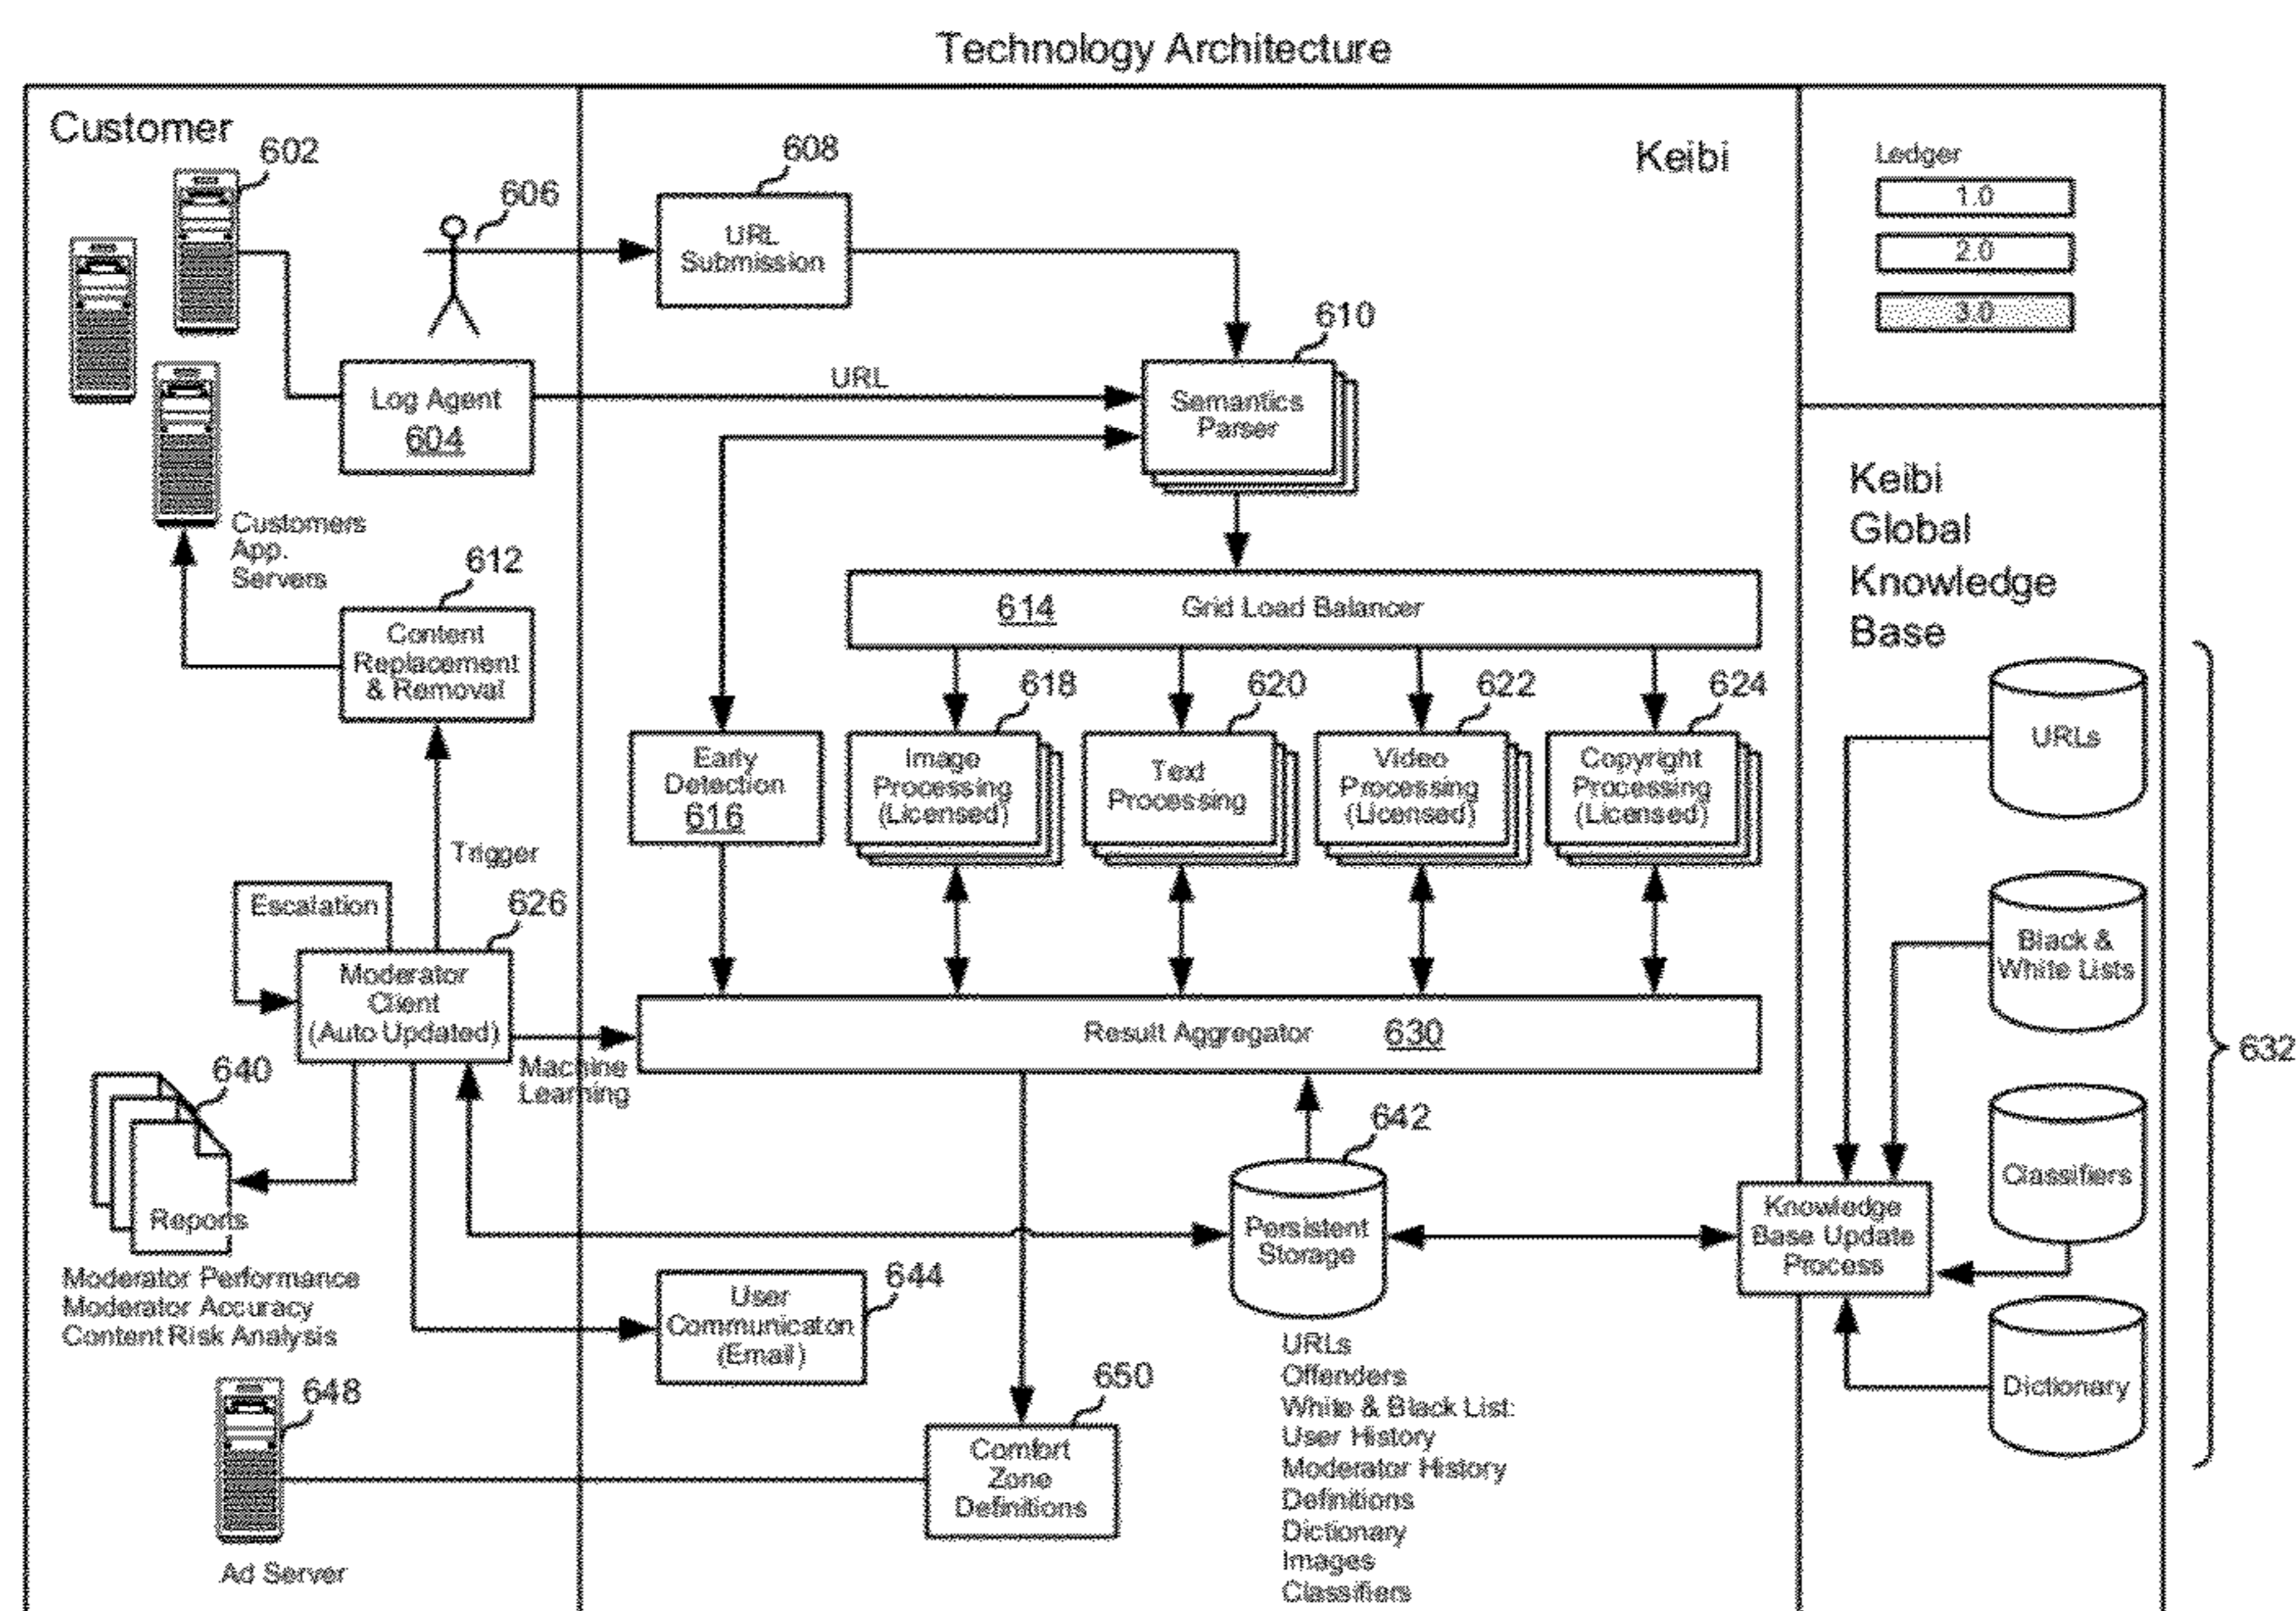 Technology Architecture
Customer
602
606
608
URL
Submission
Keibi
Ledger
1.0
2.0
3.0
610
Log Agent
604
URL
Semantics
Parser
Customers
App.
Servers
612
Content
Replacement
& Removal
614 Grid Load Balancer
Keibi
Global
Knowledge
Base
618
620
622
624
Early
Detection
616
Image
Processing
(Licensed)
Text
Processing
Video
Processing
(Licensed)
Copyright
Processing
(Licensed)
URLs
Trigger
Escalation
626
Moderator
Client
(Auto Updated)
Machine
Learning
Result Aggregator 630
Black &
White Lists
632
640
Reports
Moderator Performance
Moderator Accuracy
Content Risk Analysis
642
Persistent
Storage
Knowledge
Base Update
Process
Classifiers
Dictionary
644
User
Communicaton
(Email)
URLs
Offenders
White & Black List:
User History
Moderator History
Definitions
Dictionary
Images
Classifiers
648
Ad Server
650
Comfort
Zone
Definitions